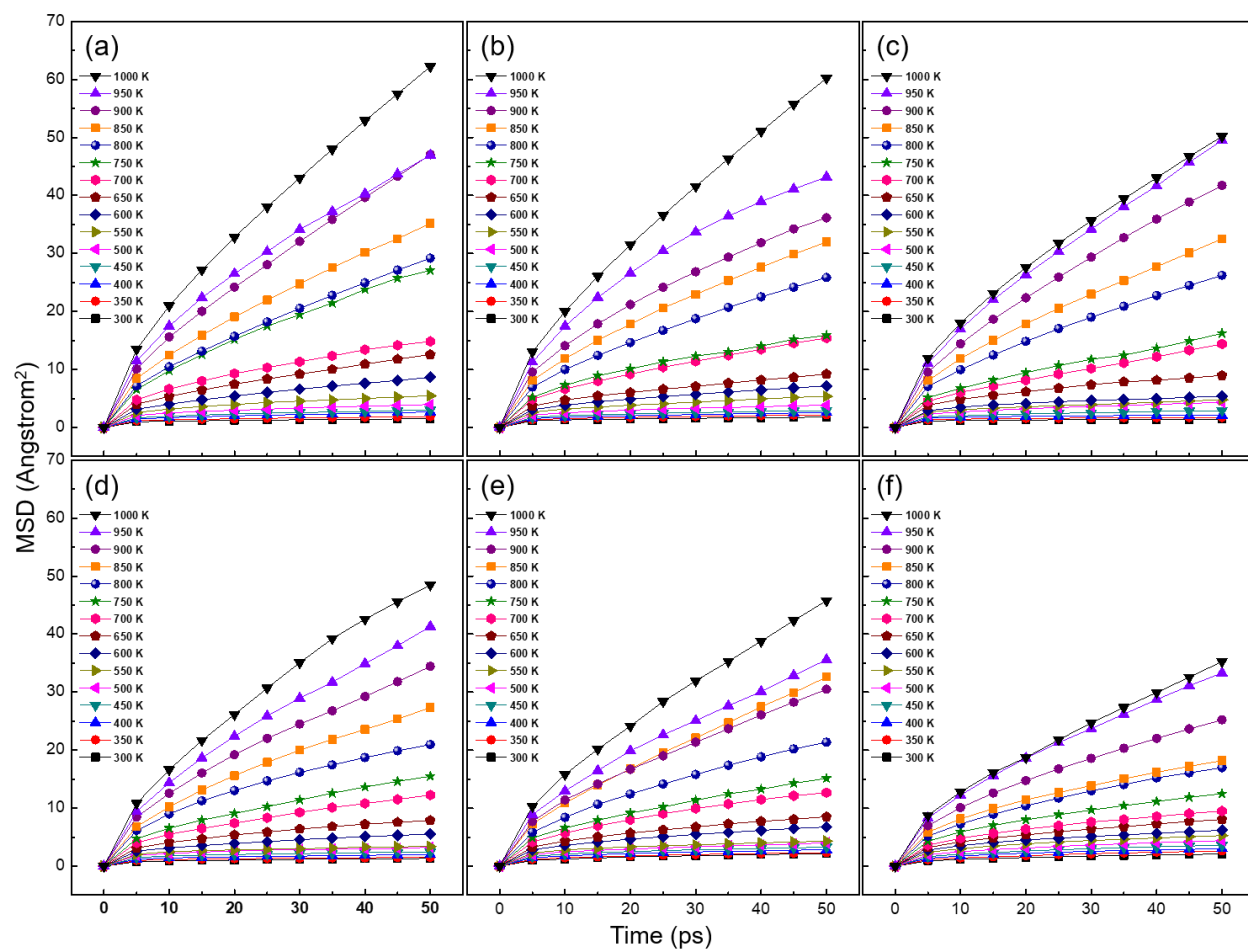 MSD (Angstrom²)
70
60
50
40
30
20
10
0
(a)
1000 K
950 K
900 K
850 K
800 K
750 K
700 K
650 K
600 K
550 K
500 K
450 K
400 K
350 K
300 K
(b)
1000 K
950 K
900 K
850 K
800 K
750 K
700 K
650 K
600 K
550 K
500 K
450 K
400 K
350 K
300 K
(c)
1000 K
950 K
900 K
850 K
800 K
750 K
700 K
650 K
600 K
550 K
500 K
450 K
400 K
350 K
300 K
70
60
50
40
30
20
10
0
(d)
1000 K
950 K
900 K
850 K
800 K
750 K
700 K
650 K
600 K
550 K
500 K
450 K
400 K
350 K
300 K
(e)
1000 K
950 K
900 K
850 K
800 K
750 K
700 K
650 K
600 K
550 K
500 K
450 K
400 K
350 K
300 K
(f)
1000 K
950 K
900 K
850 K
800 K
750 K
700 K
650 K
600 K
550 K
500 K
450 K
400 K
350 K
300 K
0 10 20 30 40 50
0 10 20 30 40 50
0 10 20 30 40 50
Time (ps)